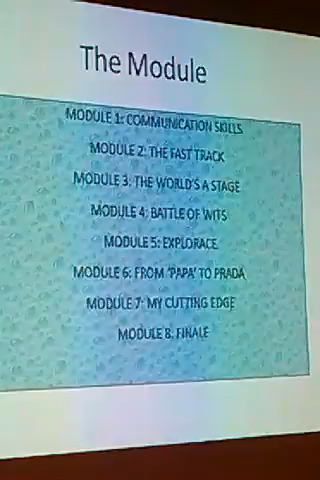 The Module
MODULE 1: COMMUNICATION SKILLS
MODULE 2: THE FAST TRACK
MODULE 3: THE WORLD'S A STAGE
MODULE 4: BATTLE OF WITS
MODULE 5: EXPLORACE
MODULE 6: FROM 'PAPA' TO PRADA
MODULE 7: MY CUTTING EDGE
MODULE 8: FINALE